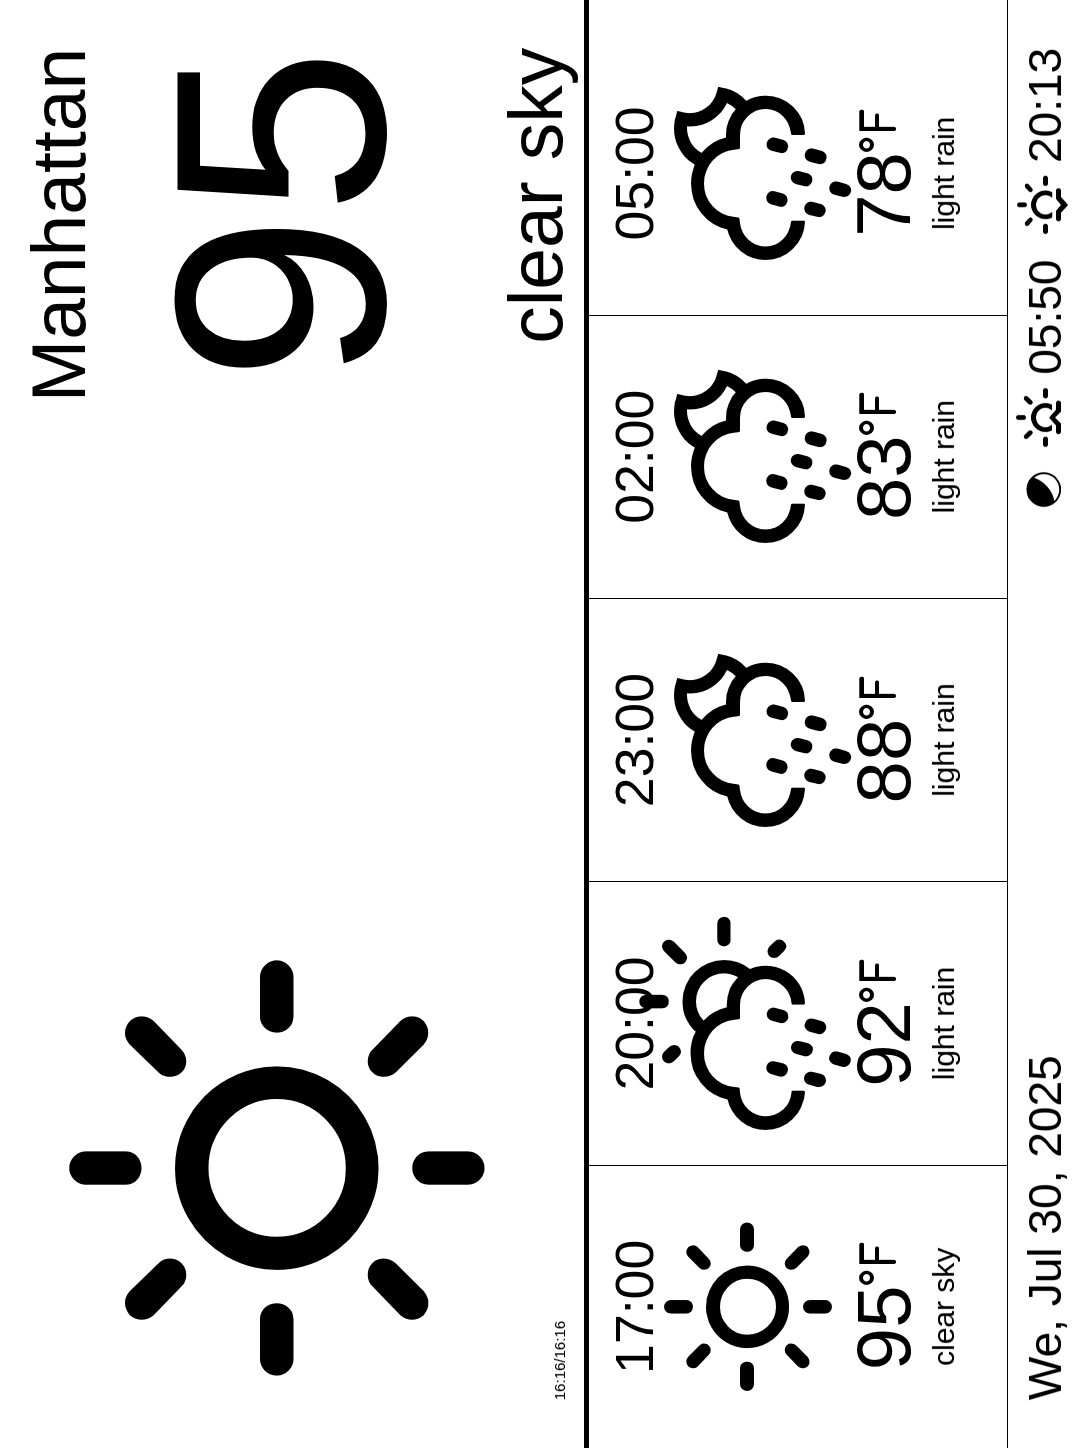 Manhattan
95
clear sky
16:16/16:16
17:00
95°F
clear sky
20:00
92°F
light rain
23:00
88°F
light rain
02:00
83°F
light rain
05:00
78°F
light rain
We, Jul 30, 2025
05:50
20:13